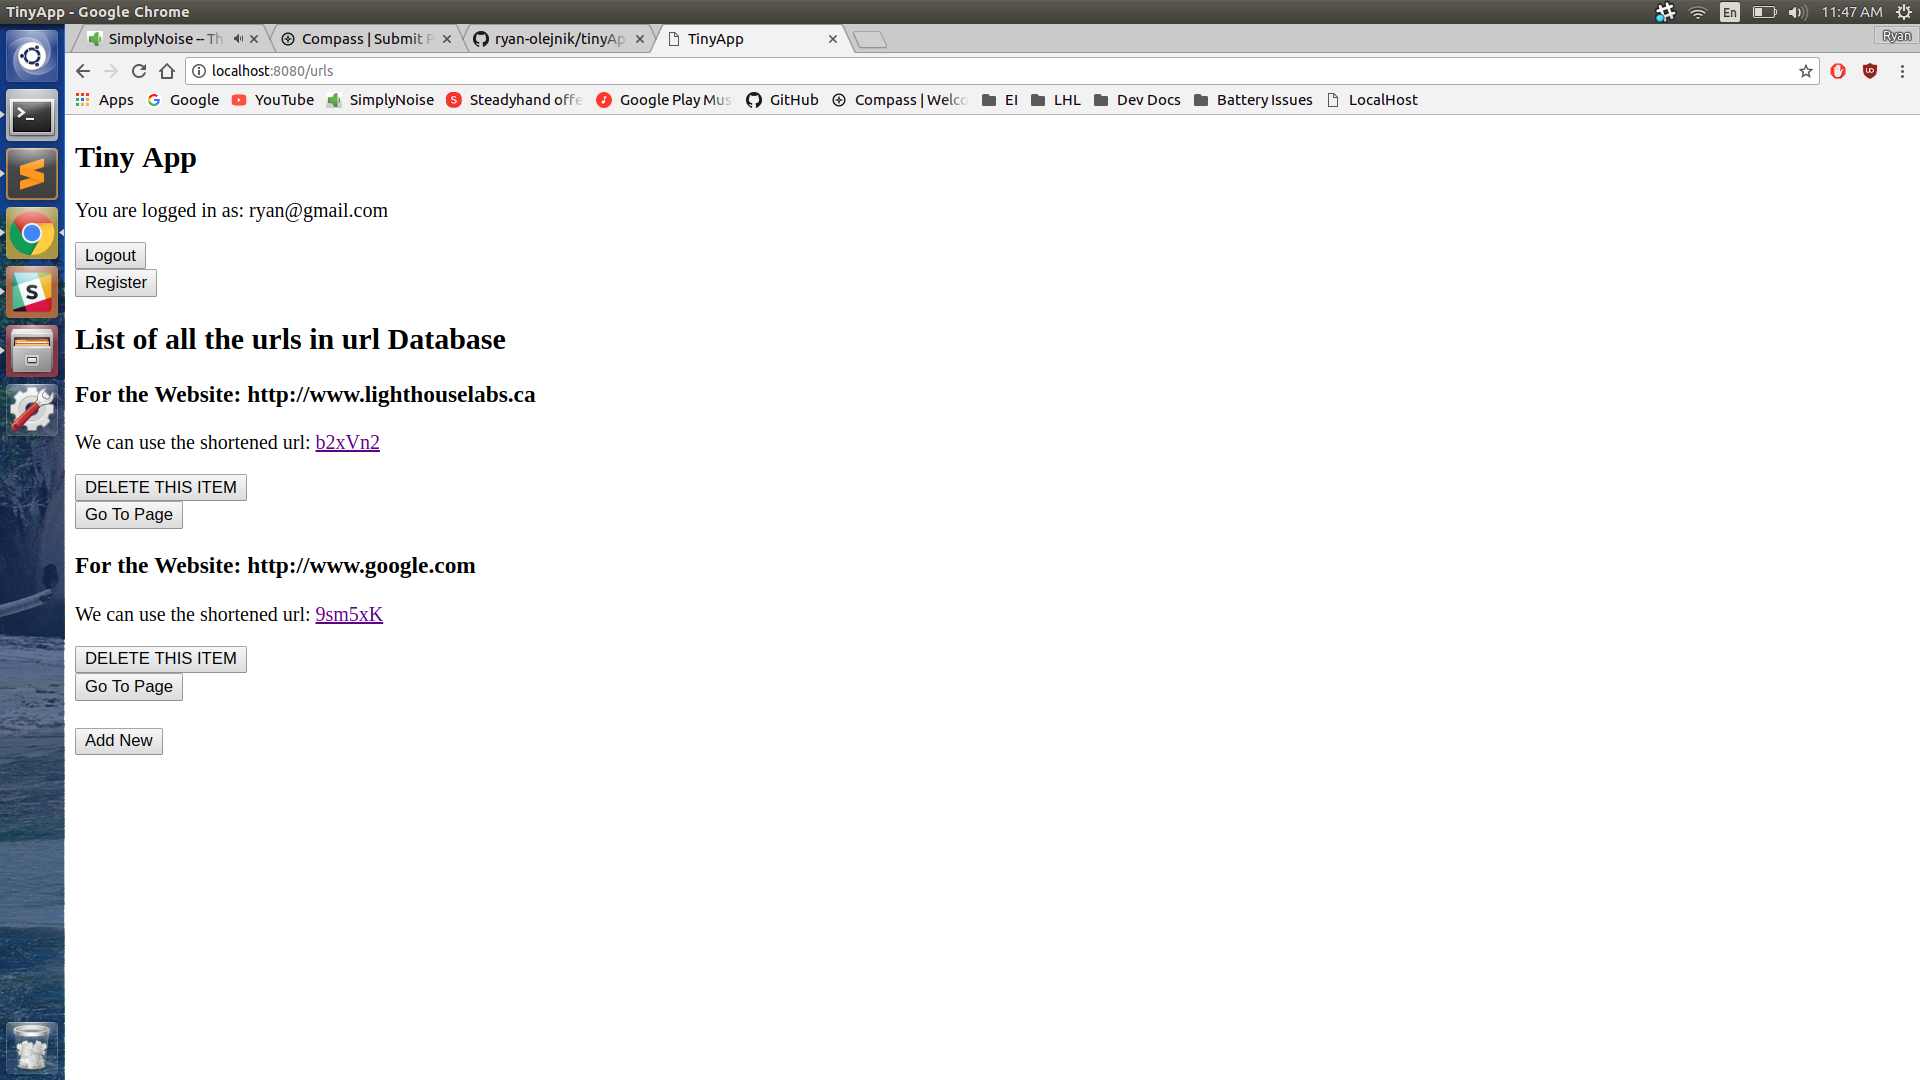 TinyApp - Google Chrome
En
11:47 AM
SimplyNoise -- Th
Compass | Submit P
ryan-olejnik/tinyAp
TinyApp
Ryan
localhost:8080/urls
Apps
Google
YouTube
SimplyNoise
Steadyhand offe
Google Play Mus
GitHub
Compass | Welco
EI
LHL
Dev Docs
Battery Issues
LocalHost
Tiny App
You are logged in as: ryan@gmail.com
Logout
Register
List of all the urls in url Database
For the Website: http://www.lighthouselabs.ca
We can use the shortened url: b2xVn2
DELETE THIS ITEM
Go To Page
For the Website: http://www.google.com
We can use the shortened url: 9sm5xK
DELETE THIS ITEM
Go To Page
Add New